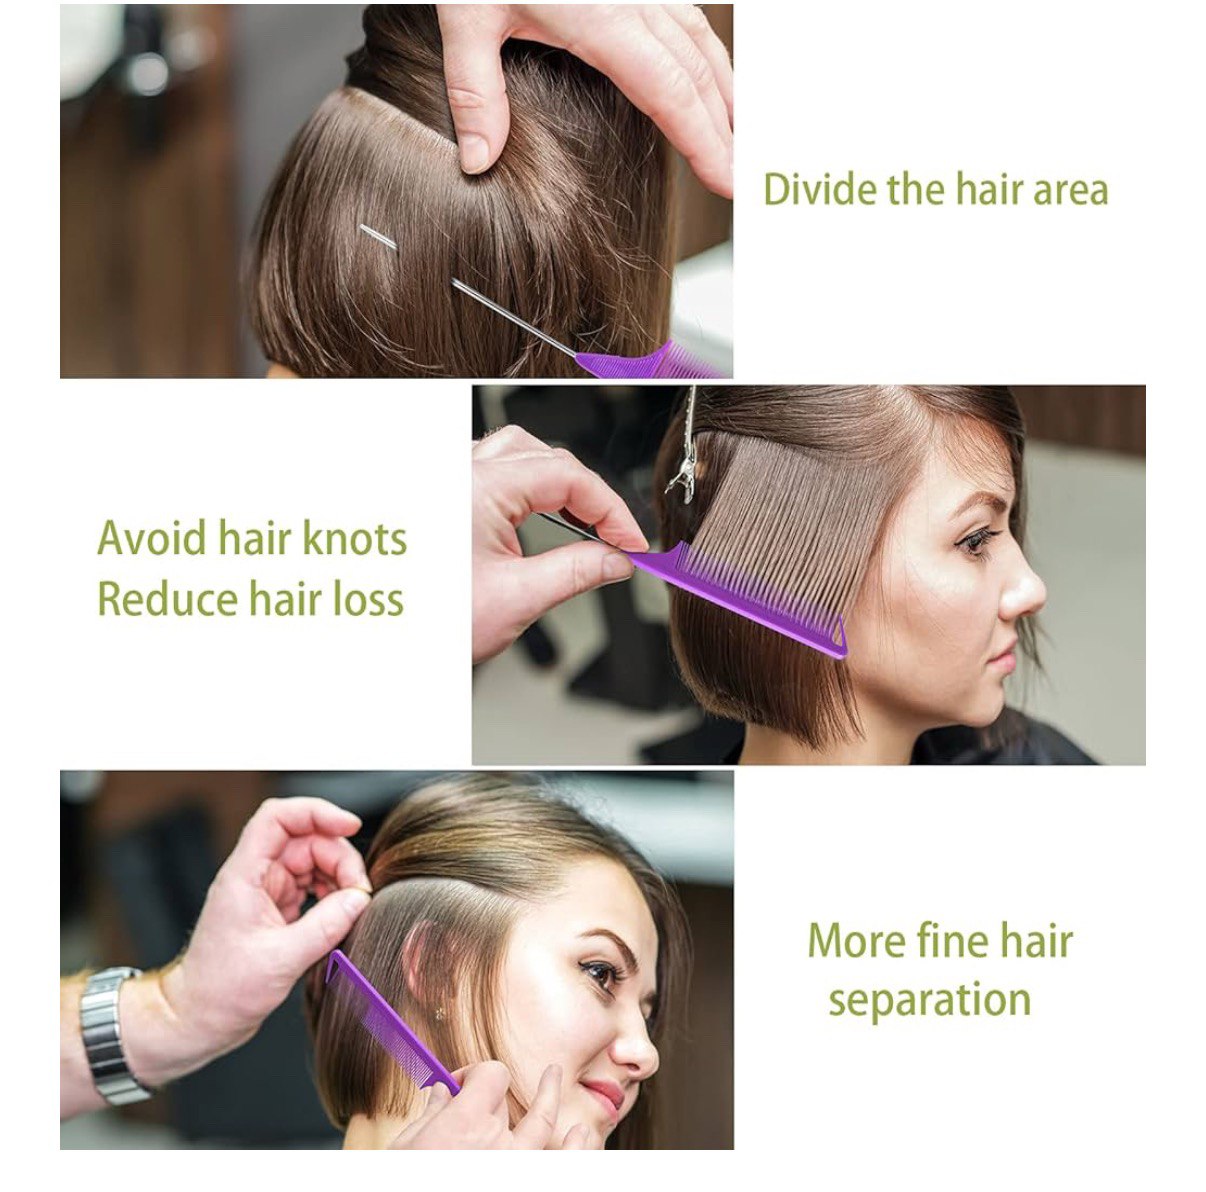 Divide the hair area
Avoid hair knots
Reduce hair loss
More fine hair
separation